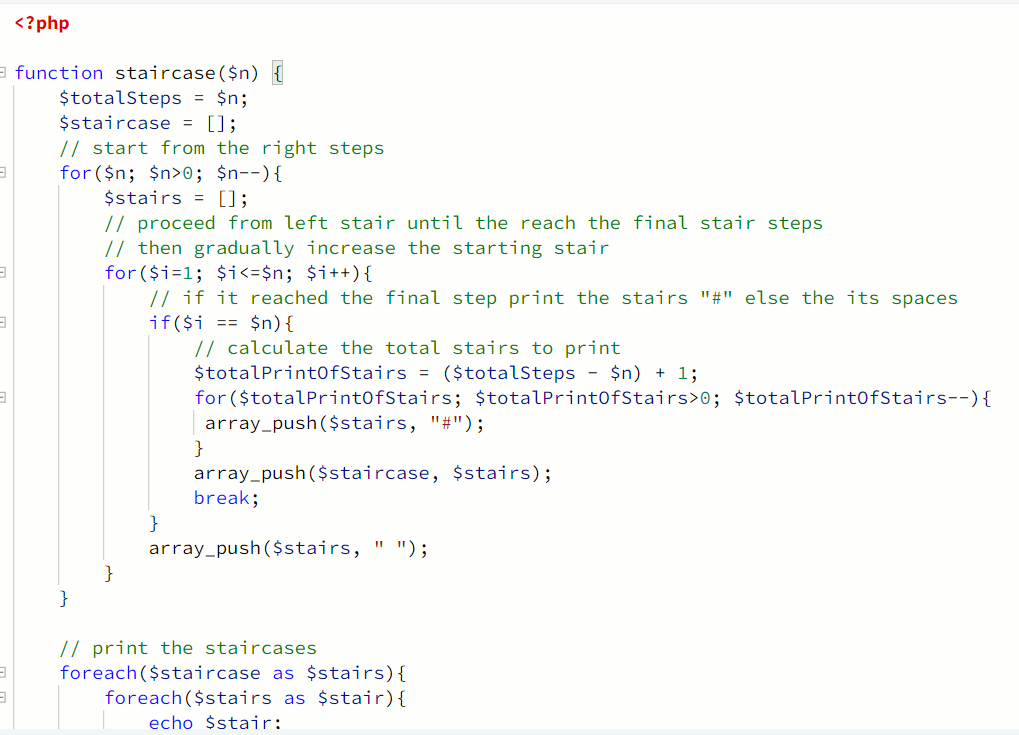 <?php
function staircase($n) {
    $totalSteps = $n;
    $staircase = [];
    // start from the right steps
    for($n; $n>0; $n--){
        $stairs = [];
        // proceed from left stair until the reach the final stair steps
        // then gradually increase the starting stair
        for($i=1; $i<=$n; $i++){
            // if it reached the final step print the stairs "#" else the its spaces
            if($i == $n){
                // calculate the total stairs to print
                $totalPrintOfStairs = ($totalSteps - $n) + 1;
                for($totalPrintOfStairs; $totalPrintOfStairs>0; $totalPrintOfStairs--){
                 array_push($stairs, "#");
                }
                array_push($staircase, $stairs);
                break;
            }
            array_push($stairs, " ");
        }
    }
    // print the staircases
    foreach($staircase as $stairs){
        foreach($stairs as $stair){
            echo $stair;